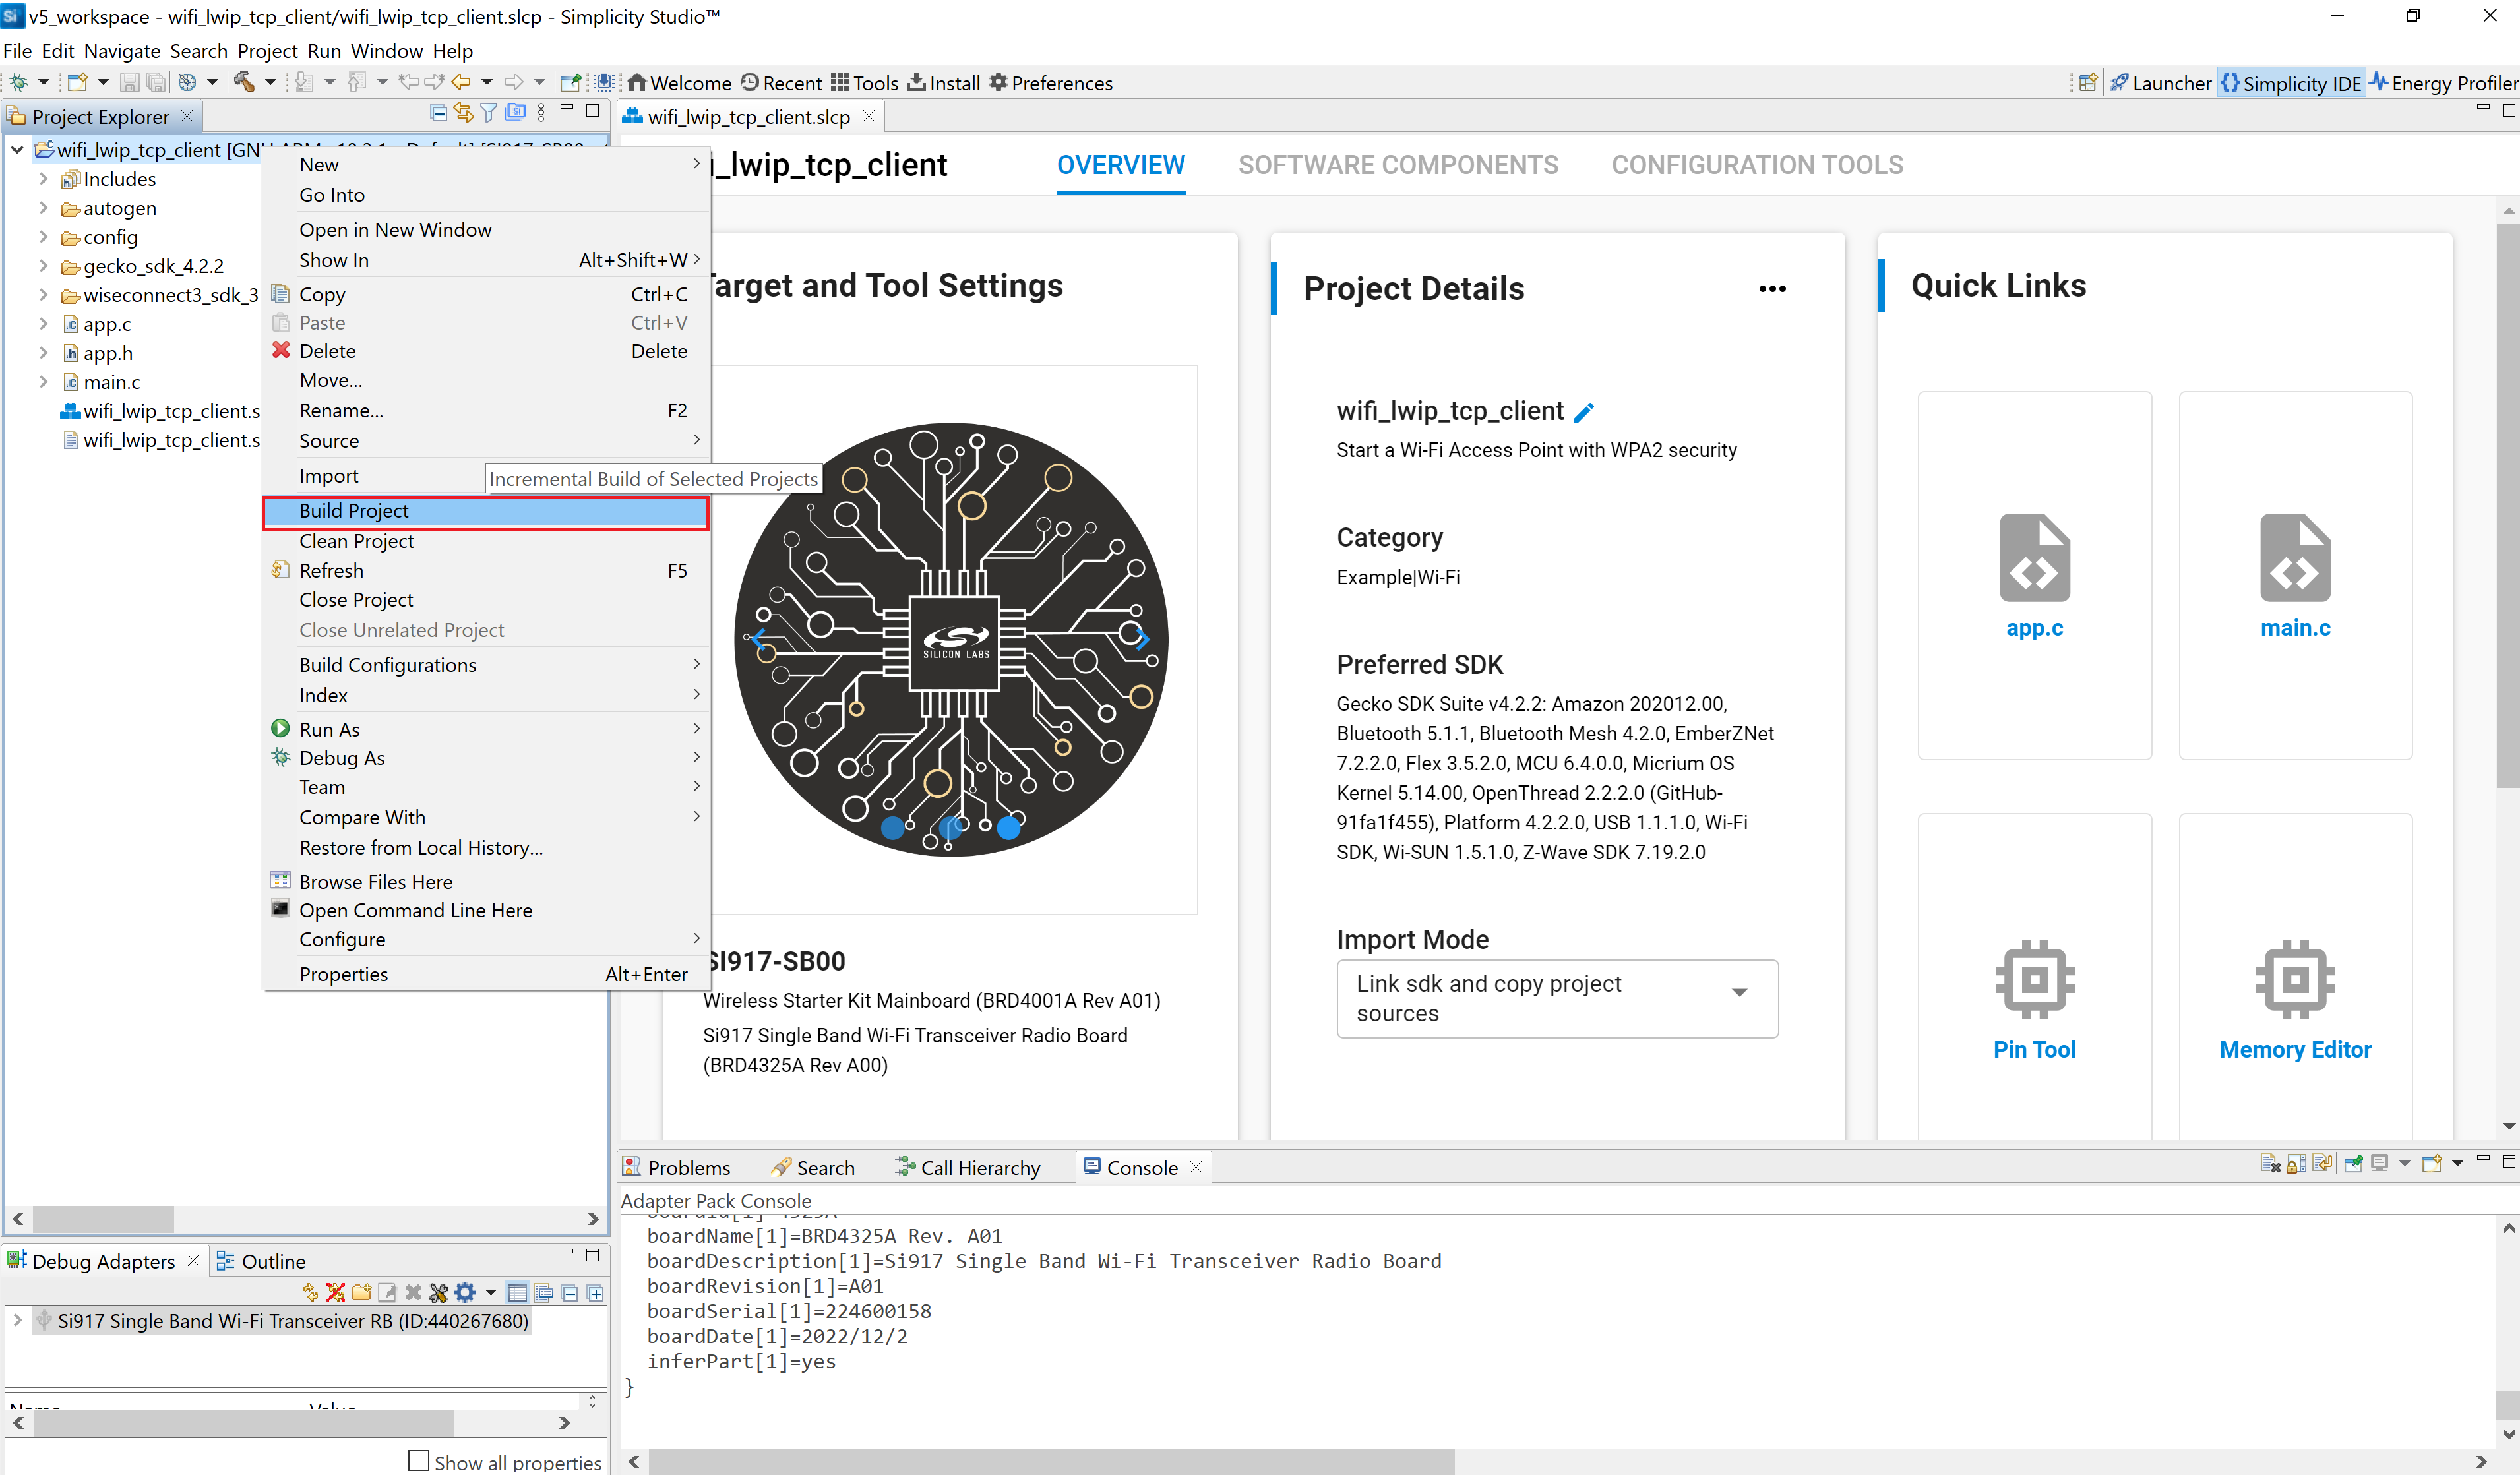 v5_workspace - wifi_lwip_tcp_client/wifi_lwip_tcp_client.slcp - Simplicity Studio™
File Edit Navigate Search Project Run Window Help
Welcome Recent Tools Install Preferences Launcher Simplicity IDE Energy Profiler
Project Explorer
wifi_lwip_tcp_client
Includes
autogen
config
gecko_sdk_4.2.2
wiseconnect3_sdk_3
app.c
app.h
main.c
wifi_lwip_tcp_client.s
wifi_lwip_tcp_client.s
New
Go Into
Open in New Window
Show In Alt+Shift+W
Copy Ctrl+C
Paste Ctrl+V
Delete Delete
Move...
Rename... F2
Source
Import
Incremental Build of Selected Projects
Build Project
Clean Project
Refresh F5
Close Project
Close Unrelated Project
Build Configurations
Index
Run As
Debug As
Team
Compare With
Restore from Local History...
Browse Files Here
Open Command Line Here
Configure
Properties Alt+Enter
wifi_lwip_tcp_client.slcp
i_lwip_tcp_client OVERVIEW SOFTWARE COMPONENTS CONFIGURATION TOOLS
Target and Tool Settings
SILICON LABS
SI917-SB00
Wireless Starter Kit Mainboard (BRD4001A Rev A01)
Si917 Single Band Wi-Fi Transceiver Radio Board
(BRD4325A Rev A00)
Project Details
wifi_lwip_tcp_client
Start a Wi-Fi Access Point with WPA2 security
Category
Example|Wi-Fi
Preferred SDK
Gecko SDK Suite v4.2.2: Amazon 202012.00,
Bluetooth 5.1.1, Bluetooth Mesh 4.2.0, EmberZNet
7.2.2.0, Flex 3.5.2.0, MCU 6.4.0.0, Micrium OS
Kernel 5.14.00, OpenThread 2.2.2.0 (GitHub-
91fa1f455), Platform 4.2.2.0, USB 1.1.1.0, Wi-Fi
SDK, Wi-SUN 1.5.1.0, Z-Wave SDK 7.19.2.0
Import Mode
Link sdk and copy project
sources
Quick Links
app.c
main.c
Pin Tool
Memory Editor
Debug Adapters Outline
Si917 Single Band Wi-Fi Transceiver RB (ID:440267680)
Name Value
Show all properties
Problems Search Call Hierarchy Console
Adapter Pack Console
boardName[1]=BRD4325A Rev. A01
boardDescription[1]=Si917 Single Band Wi-Fi Transceiver Radio Board
boardRevision[1]=A01
boardSerial[1]=224600158
boardDate[1]=2022/12/2
inferPart[1]=yes
}